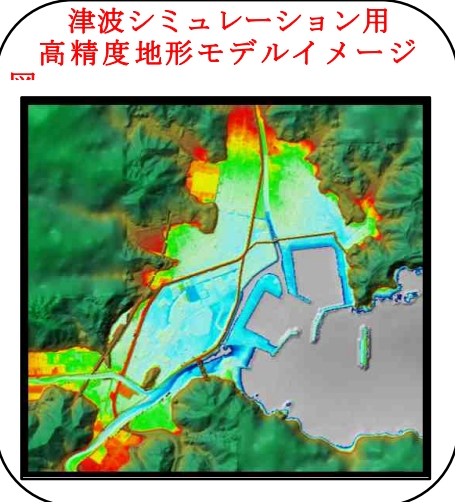 津波シミュレーション用
高精度地形モデルイメージ
図